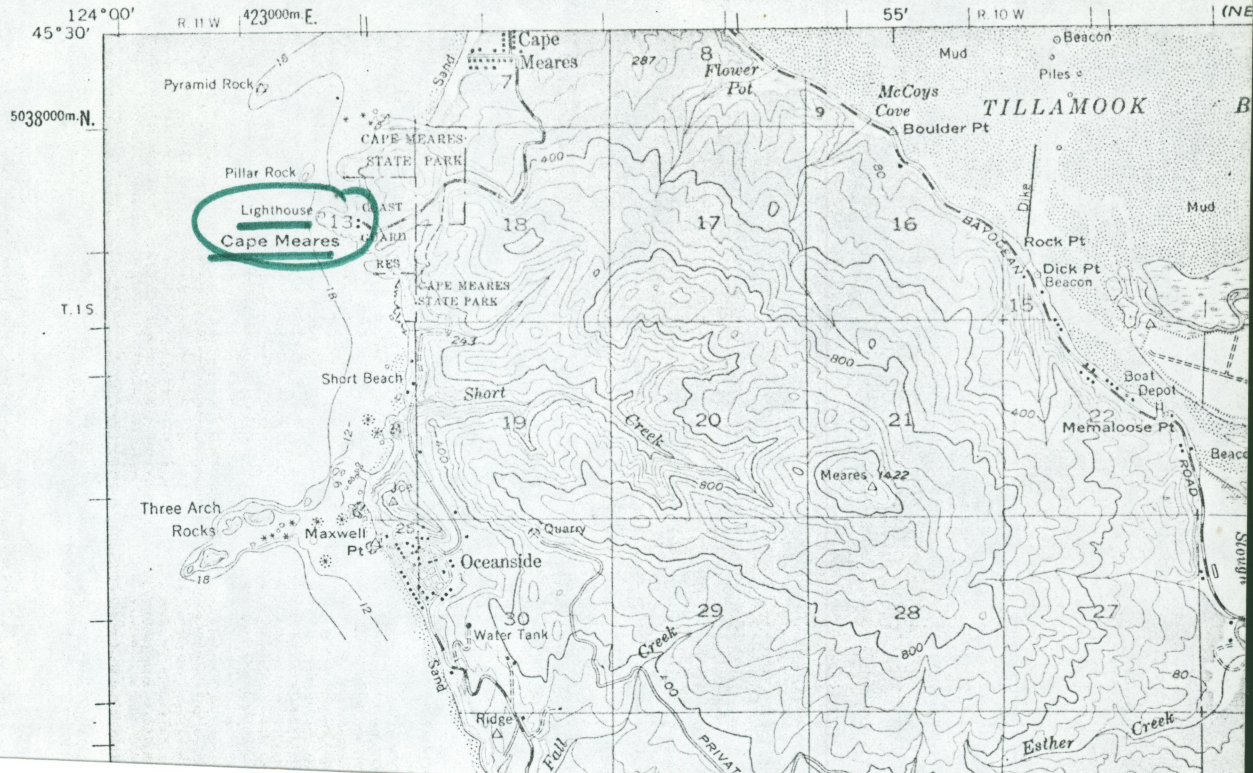 124°00'
R. 11 W
423000m.E.
55'
R. 10 W
(NE
45°30'
18
Sand
Cape
Meares
7
287
8
Flower
Pot
Mud
Beacon
Piles
Pyramid Rock
McCoys
Cove
TILLAMOOK
B
5038000m.N.
9
Boulder Pt
CAPE MEARES
STATE PARK
400
80
Pillar Rock
Dike
Mud
Lighthouse
13
COAST
GUARD
RES
18
17
16
Cape Meares
BAYOCEAN
Rock Pt
Dick Pt
Beacon
18
CAPE MEARES
STATE PARK
T. 1 S
15
243
800
Short Beach
Short
Creek
Boat
Depot
12
19
20
21
400
22
Memaloose Pt
400
Beaco
Meares
1422
ROAD
800
Three Arch
Rocks
25
Maxwell
Pt
Quarry
Slough
18
Oceanside
12
30
29
28
27
Water Tank
Creek
800
Sand
400
80
Ridge
Fall
PRIVAT
Esther
Creek